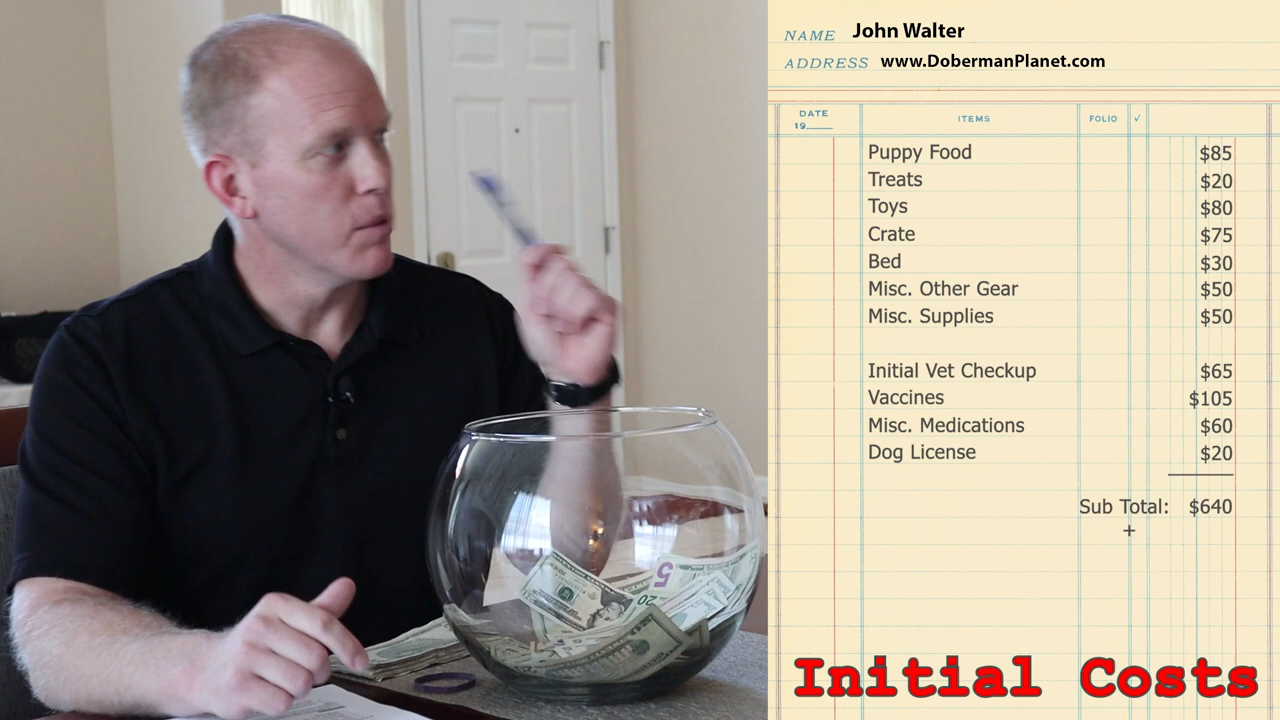 NAME John Walter
ADDRESS www.DobermanPlanet.com
DATE
19 ITEMS FOLIO ✓
Puppy Food $85
Treats $20
Toys $80
Crate $75
Bed $30
Misc. Other Gear $50
Misc. Supplies $50
Initial Vet Checkup $65
Vaccines $105
Misc. Medications $60
Dog License $20
Sub Total: $640
+
Initial Costs
5
20